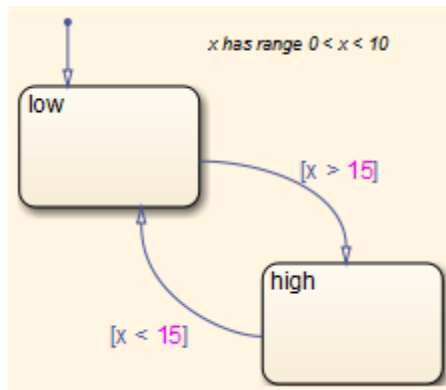 x has range 0 < x < 10
low
[x > 15]
high
[x < 15]